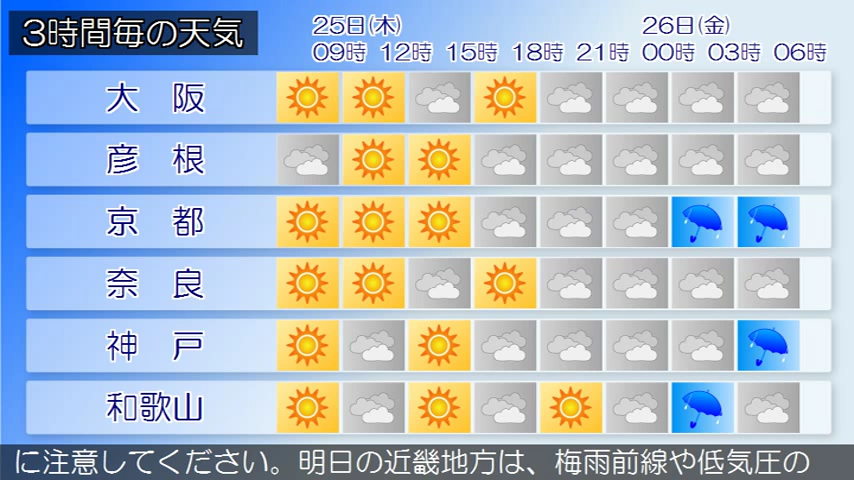 3時間毎の天気
25日(木) 26日(金)
09時 12時 15時 18時 21時 00時 03時 06時
大阪
彦根
京都
奈良
神戸
和歌山
に注意してください。明日の近畿地方は、梅雨前線や低気圧の